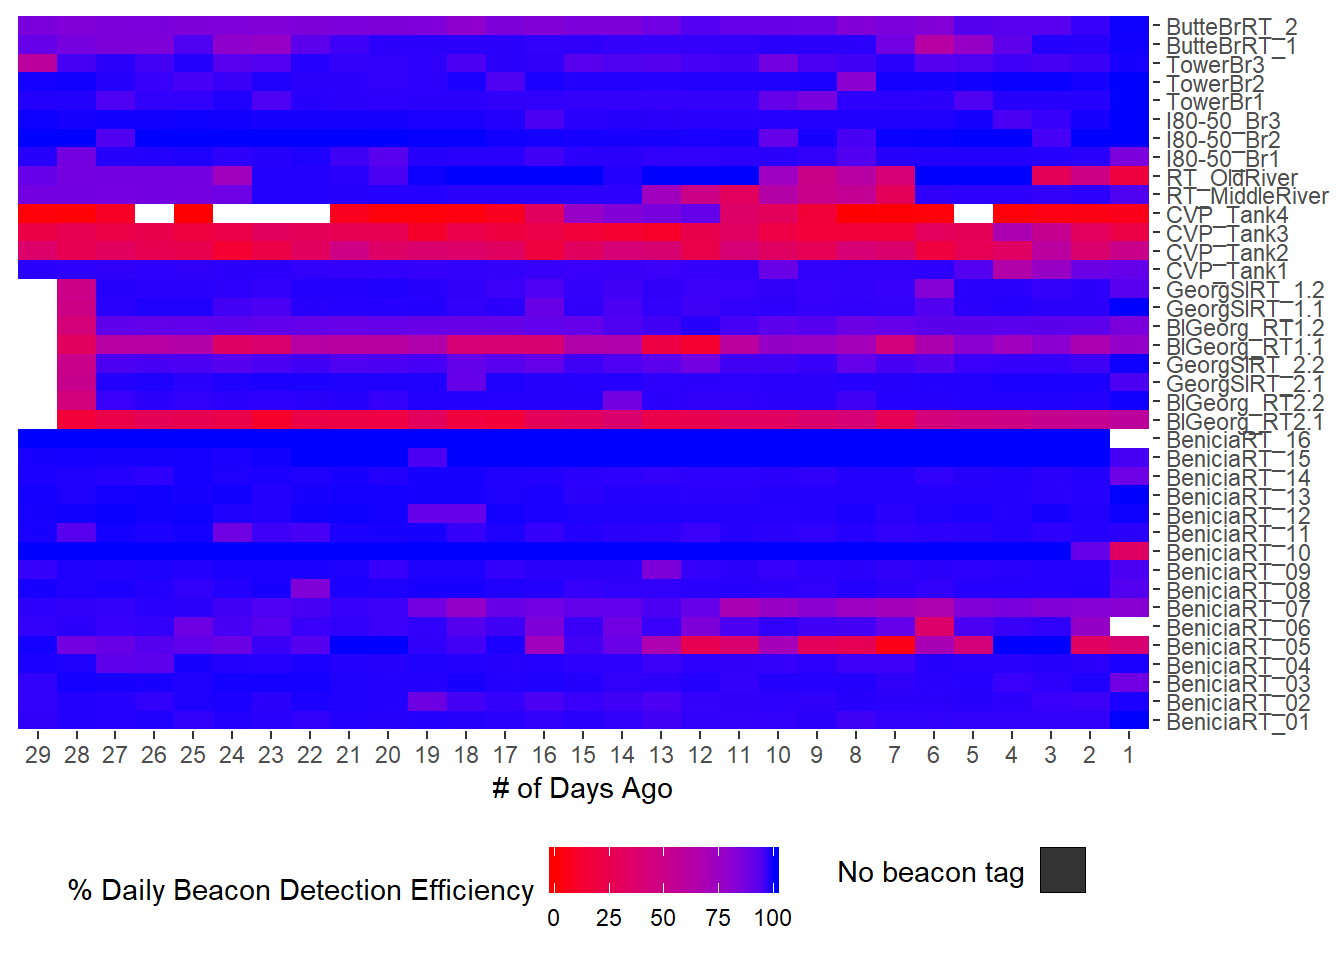 ButteBrRT_2
ButteBrRT_1
TowerBr3
TowerBr2
TowerBr1
I80-50_Br3
I80-50_Br2
I80-50_Br1
RT_OldRiver
RT_MiddleRiver
CVP_Tank4
CVP_Tank3
CVP_Tank2
CVP_Tank1
GeorgSlRT_1.2
GeorgSlRT_1.1
BlGeorg_RT1.2
BlGeorg_RT1.1
GeorgSlRT_2.2
GeorgSlRT_2.1
BlGeorg_RT2.2
BlGeorg_RT2.1
BeniciaRT_16
BeniciaRT_15
BeniciaRT_14
BeniciaRT_13
BeniciaRT_12
BeniciaRT_11
BeniciaRT_10
BeniciaRT_09
BeniciaRT_08
BeniciaRT_07
BeniciaRT_06
BeniciaRT_05
BeniciaRT_04
BeniciaRT_03
BeniciaRT_02
BeniciaRT_01
29 28 27 26 25 24 23 22 21 20 19 18 17 16 15 14 13 12 11 10 9 8 7 6 5 4 3 2 1
# of Days Ago
% Daily Beacon Detection Efficiency
0 25 50 75 100
No beacon tag